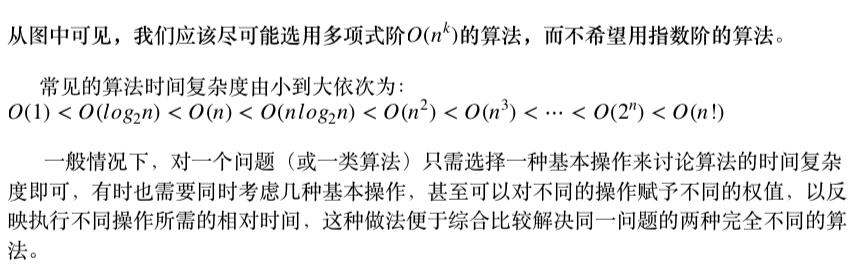 从图中可见，我们应该尽可能选用多项式阶O(nᵏ)的算法，而不希望用指数阶的算法。
常见的算法时间复杂度由小到大依次为：
O(1) < O(log₂n) < O(n) < O(nlog₂n) < O(n²) < O(n³) < ⋯ < O(2ⁿ) < O(n!)
一般情况下，对一个问题（或一类算法）只需选择一种基本操作来讨论算法的时间复杂
度即可，有时也需要同时考虑几种基本操作，甚至可以对不同的操作赋予不同的权值，以反
映执行不同操作所需的相对时间，这种做法便于综合比较解决同一问题的两种完全不同的算
法。